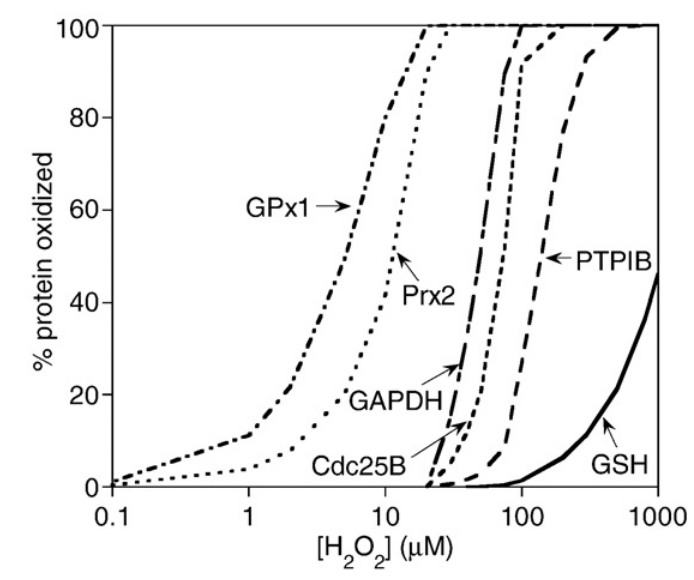 100
80
60
40
20
0
% protein oxidized
GPx1
Prx2
GAPDH
Cdc25B
PTPIB
GSH
0.1
1
10
100
1000
[H₂O₂] (μM)